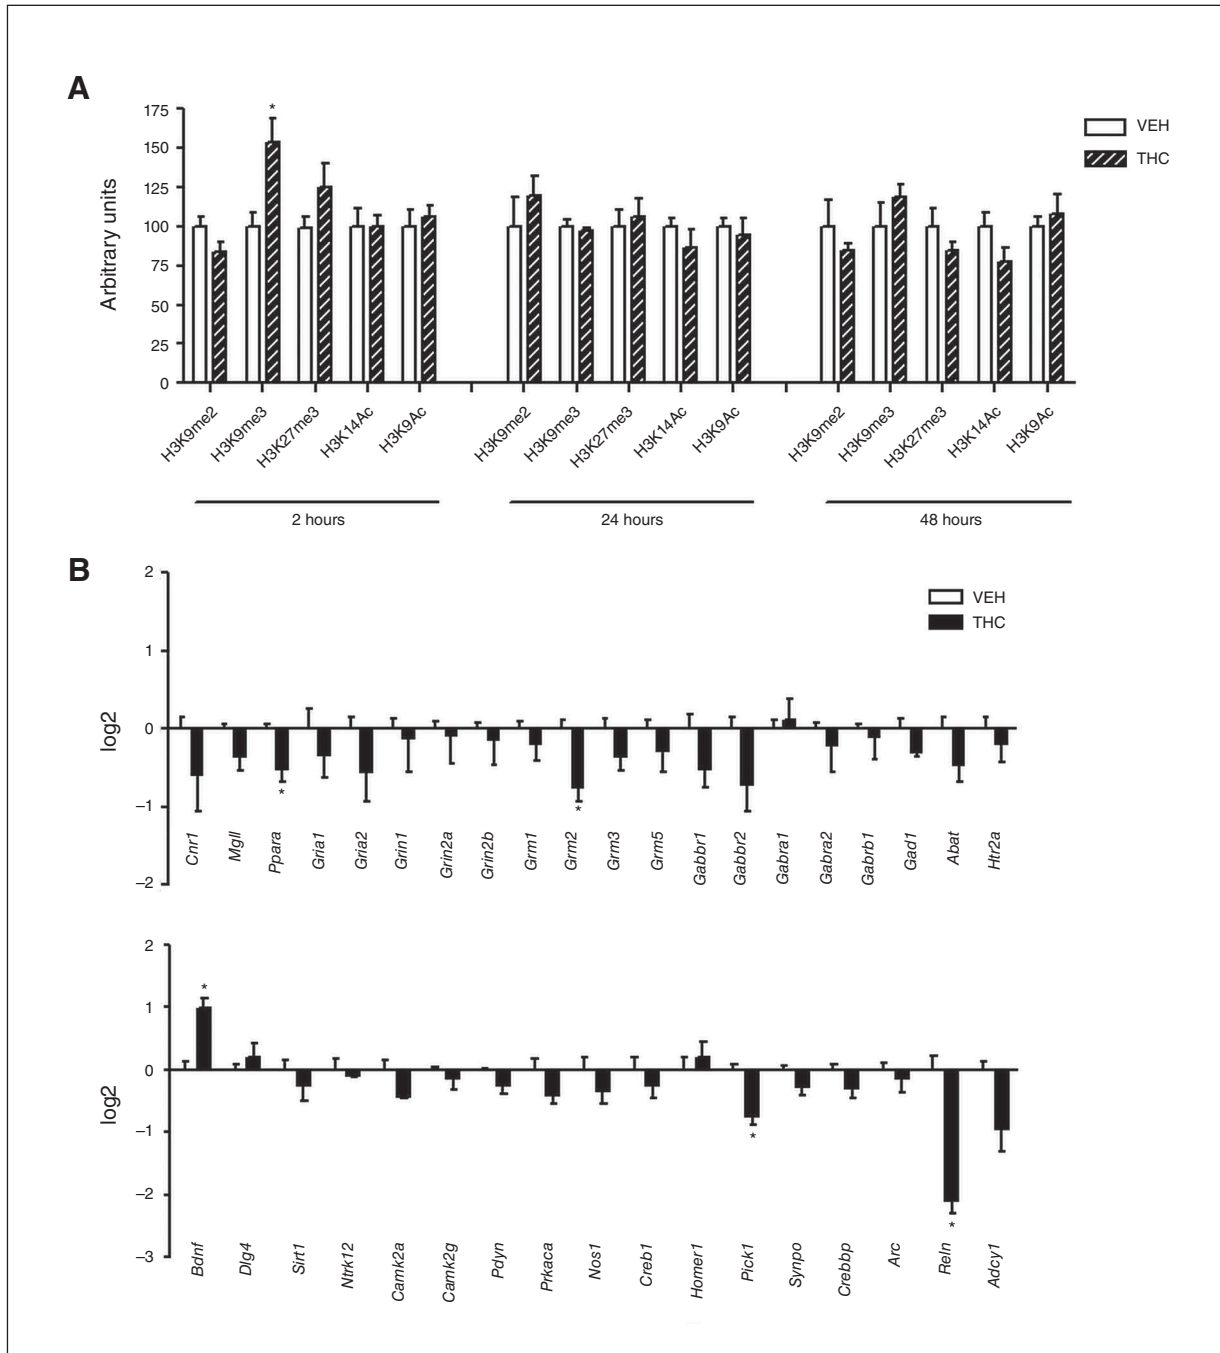 A
*
175
150
125
100
75
50
25
0
Arbitrary units
VEH
THC
H3K9me2 H3K9me3 H3K27me3 H3K14Ac H3K9Ac H3K9me2 H3K9me3 H3K27me3 H3K14Ac H3K9Ac H3K9me2 H3K9me3 H3K27me3 H3K14Ac H3K9Ac
2 hours 24 hours 48 hours
B
2
1
0
−1
−2
log2
VEH
THC
* *
Cnr1 Mgll Ppara Gria1 Gria2 Grin1 Grin2a Grin2b Grm1 Grm2 Grm3 Grm5 Gabbr1 Gabbr2 Gabra1 Gabra2 Gabrb1 Gad1 Abat Htr2a
2
1
0
−1
−2
−3
log2
* * *
Bdnf Dlg4 Sirt1 Ntrk12 Camk2a Camk2g Pdyn Prkaca Nos1 Creb1 Homer1 Pick1 Synpo Crebbp Arc Reln Adcy1